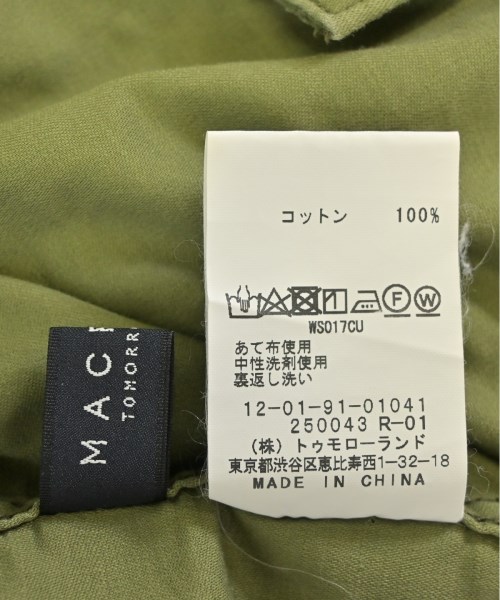 コットン 100%
F W
WS017CU
あて布使用
中性洗剤使用
裏返し洗い
12-01-91-01041
250043 R-01
(株) トゥモローランド
東京都渋谷区恵比寿西1-32-18
MADE IN CHINA
MAC
TOMORR